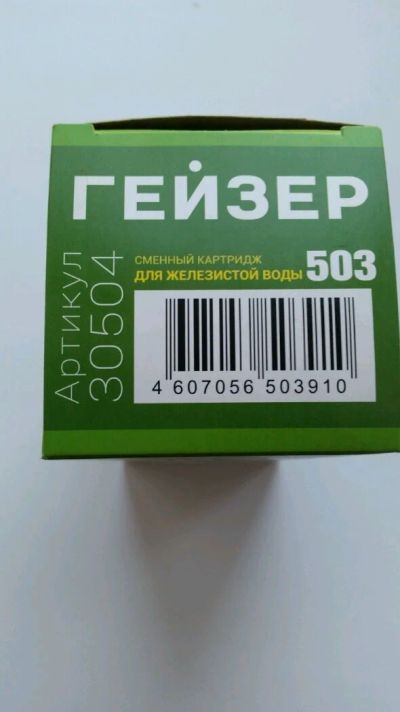 ГЕЙЗЕР
Артикул
30504
СМЕННЫЙ КАРТРИДЖ
ДЛЯ ЖЕЛЕЗИСТОЙ ВОДЫ 503
4 607056 503910